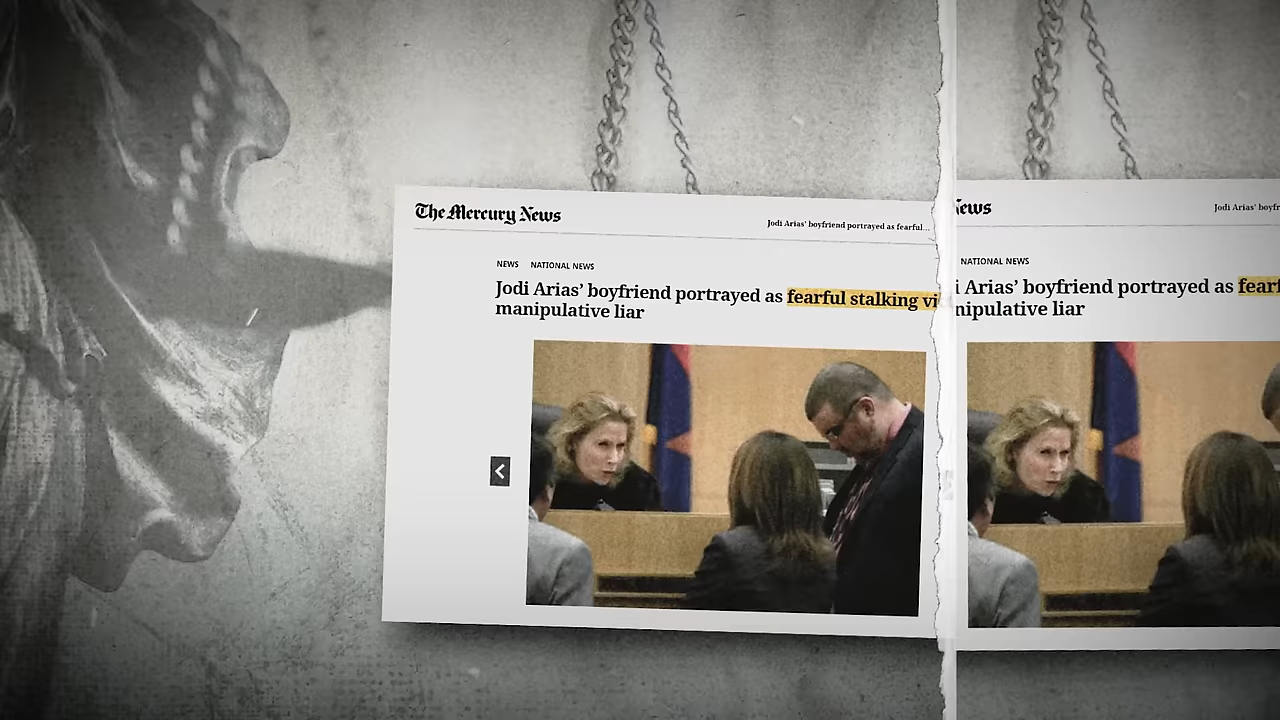 The Mercury News
Jodi Arias' boyfriend portrayed as fearful...
NEWS NATIONAL NEWS
Jodi Arias’ boyfriend portrayed as fearful stalking vi
manipulative liar
News
Jodi Arias' boyfr
NATIONAL NEWS
i Arias’ boyfriend portrayed as fearf
nipulative liar